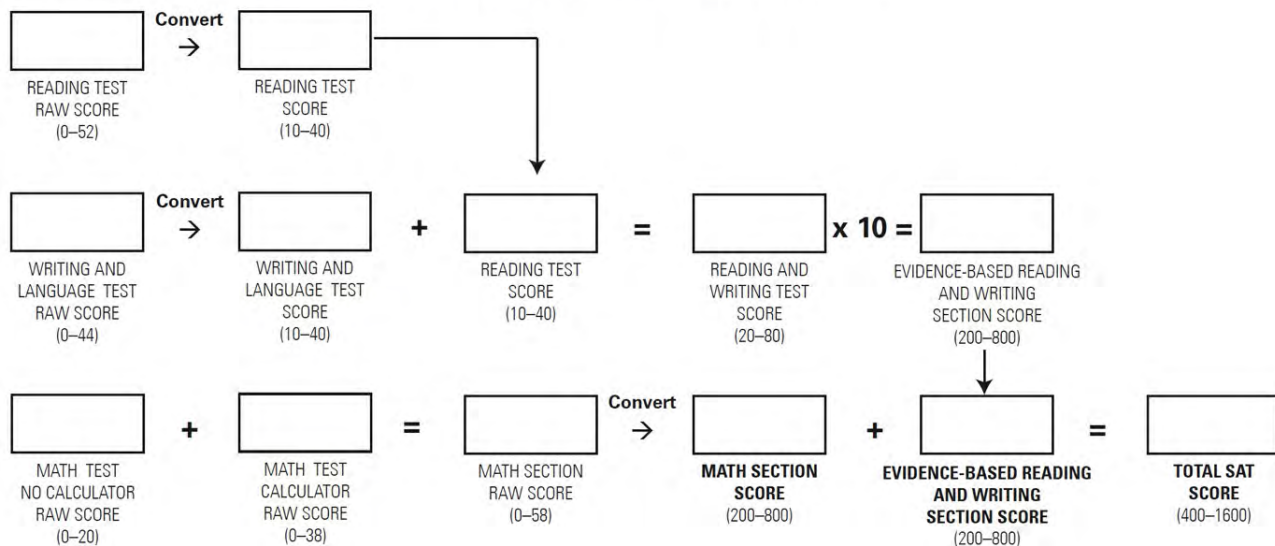 Convert
→
READING TEST
RAW SCORE
(0–52)
READING TEST
SCORE
(10–40)
Convert
→
+
=
x 10 =
WRITING AND
LANGUAGE TEST
RAW SCORE
(0–44)
WRITING AND
LANGUAGE TEST
SCORE
(10–40)
READING TEST
SCORE
(10–40)
READING AND
WRITING TEST
SCORE
(20–80)
EVIDENCE-BASED READING
AND WRITING
SECTION SCORE
(200–800)
+
=
Convert
→
+
=
MATH TEST
NO CALCULATOR
RAW SCORE
(0–20)
MATH TEST
CALCULATOR
RAW SCORE
(0–38)
MATH SECTION
RAW SCORE
(0–58)
MATH SECTION
SCORE
(200–800)
EVIDENCE-BASED READING
AND WRITING
SECTION SCORE
(200–800)
TOTAL SAT
SCORE
(400–1600)